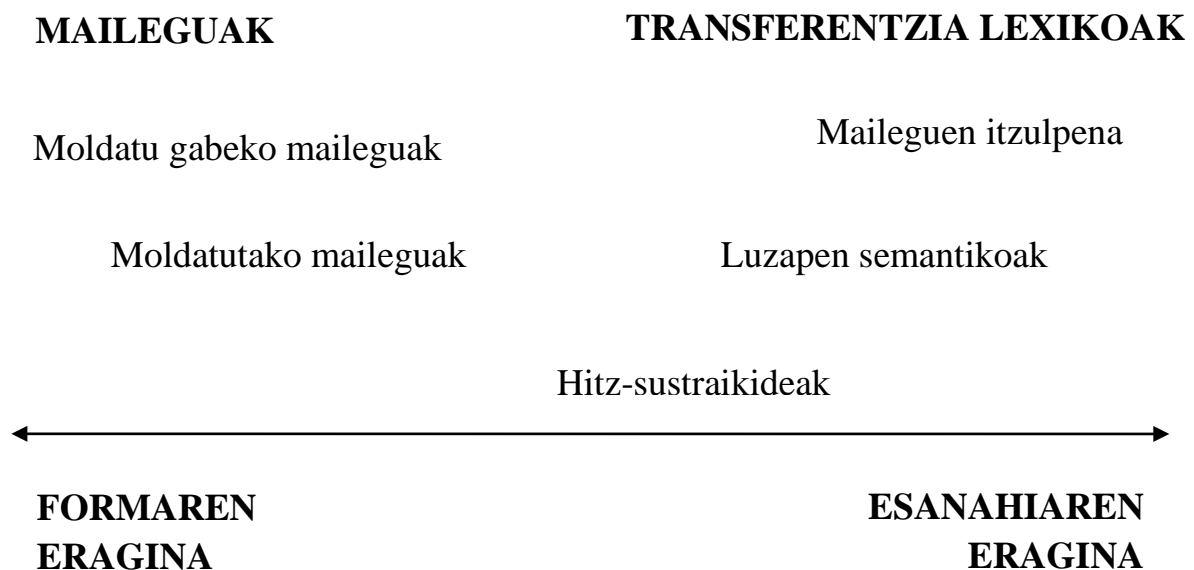 MAILEGUAK
TRANSFERENTZIA LEXIKOAK
Moldatu gabeko maileguak
Maileguen itzulpena
Moldatutako maileguak
Luzapen semantikoak
Hitz-sustraikideak
FORMAREN
ERAGINA
ESANAHIAREN
ERAGINA